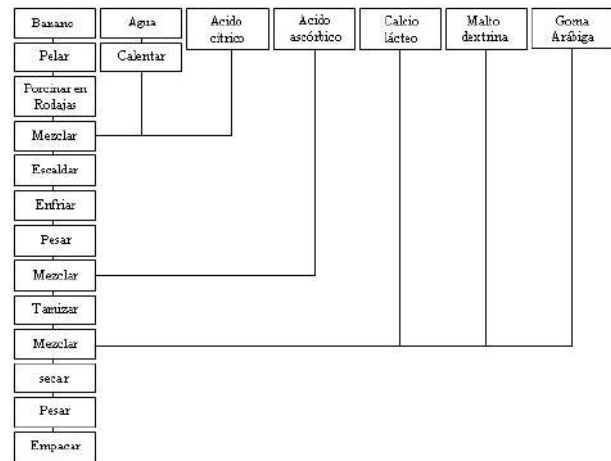 Banano
Agua
Acido
cítrico
Acido
ascórbico
Calcio
lácteo
Malto
dextrina
Goma
Arábiga
Pelar
Calentar
Porcinar en
Rodajas
Mezclar
Escaldar
Enfriar
Pesar
Mezclar
Tamizar
Mezclar
secar
Pesar
Empacar